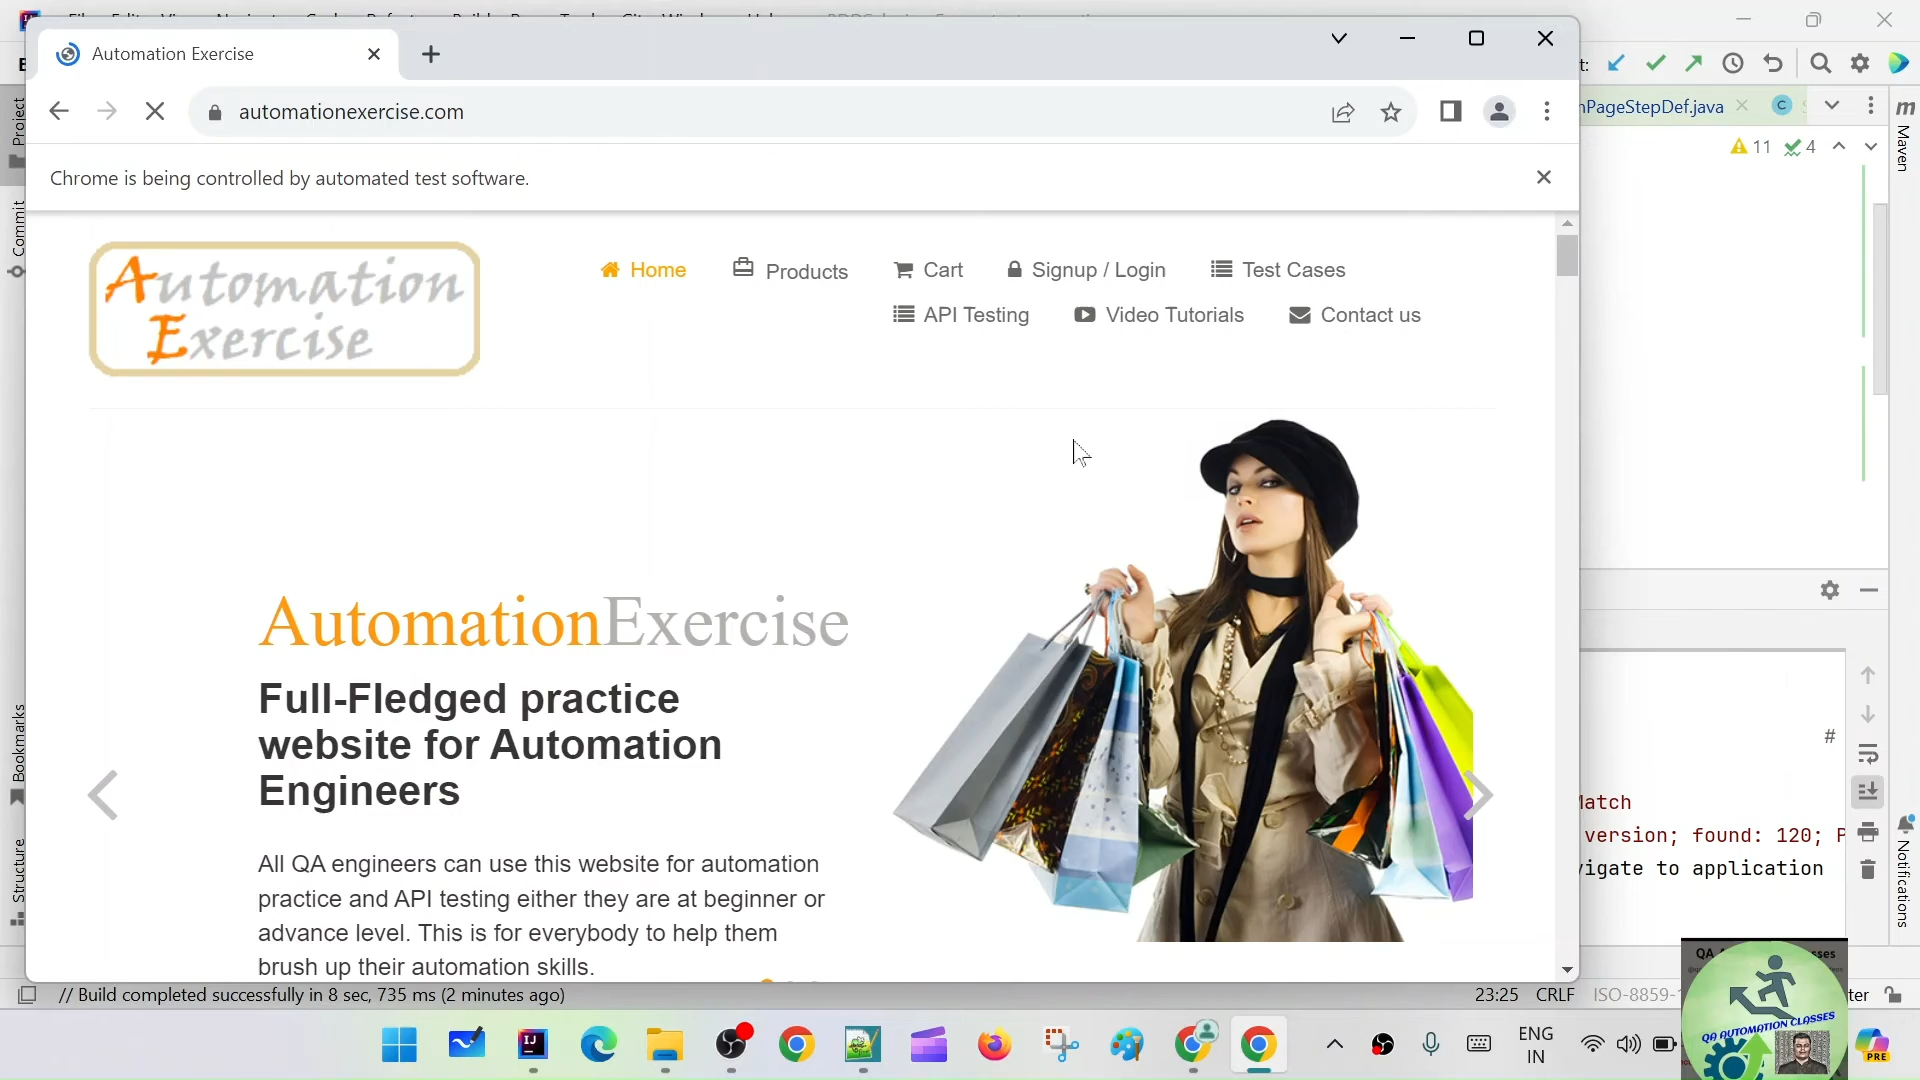 Automation Exercise
automationexercise.com
Chrome is being controlled by automated test software.
Automation
Exercise
Home
Products
Cart
Signup / Login
Test Cases
API Testing
Video Tutorials
Contact us
AutomationExercise
Full-Fledged practice
website for Automation
Engineers
All QA engineers can use this website for automation
practice and API testing either they are at beginner or
advance level. This is for everybody to help them
brush up their automation skills.
Project
Commit
Bookmarks
Structure
nPageStepDef.java
11
4
Maven
Notifications
#
version; found: 120; P
igate to application
// Build completed successfully in 8 sec, 735 ms (2 minutes ago)
23:25 CRLF ISO-8859-
ter
QA AUTOMATION CLASSES
IJ
ENG
IN
PRE